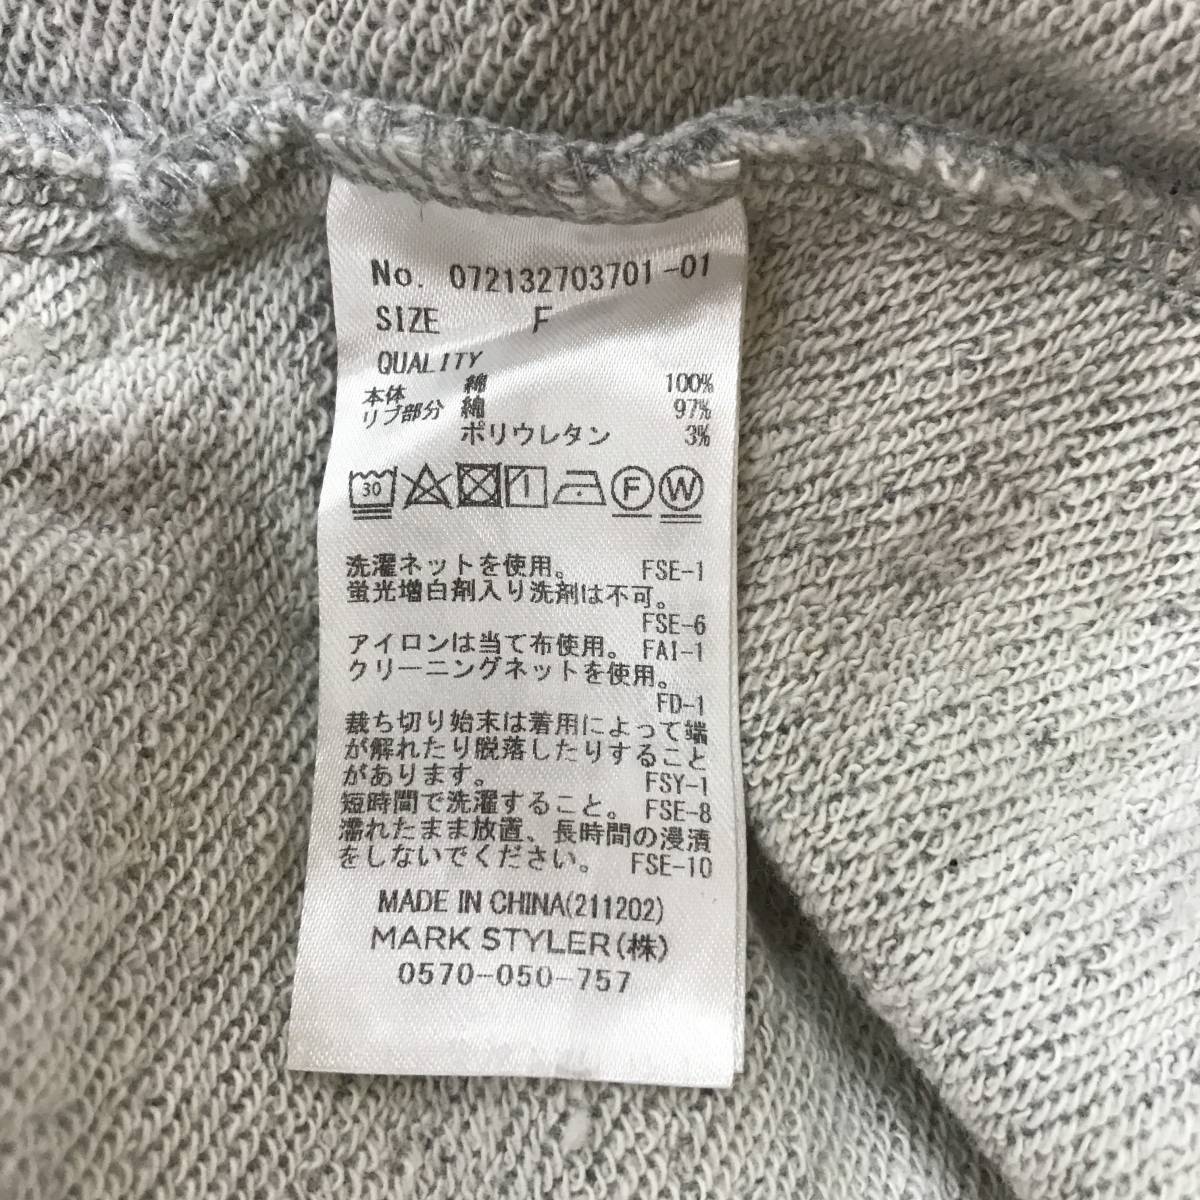 No. 072132703701-01
SIZE F
QUALITY
本体 綿 100%
リブ部分 綿 97%
ポリウレタン 3%
30 F W
洗濯ネットを使用。 FSE-1
蛍光増白剤入り洗剤は不可。
FSE-6
アイロンは当て布使用。 FAI-1
クリーニングネットを使用。
FD-1
裁ち切り始末は着用によって端
が解れたり脱落したりすること
があります。 FSY-1
短時間で洗濯すること。 FSE-8
濡れたまま放置、長時間の浸漬
をしないでください。 FSE-10
MADE IN CHINA(211202)
MARK STYLER(株)
0570-050-757